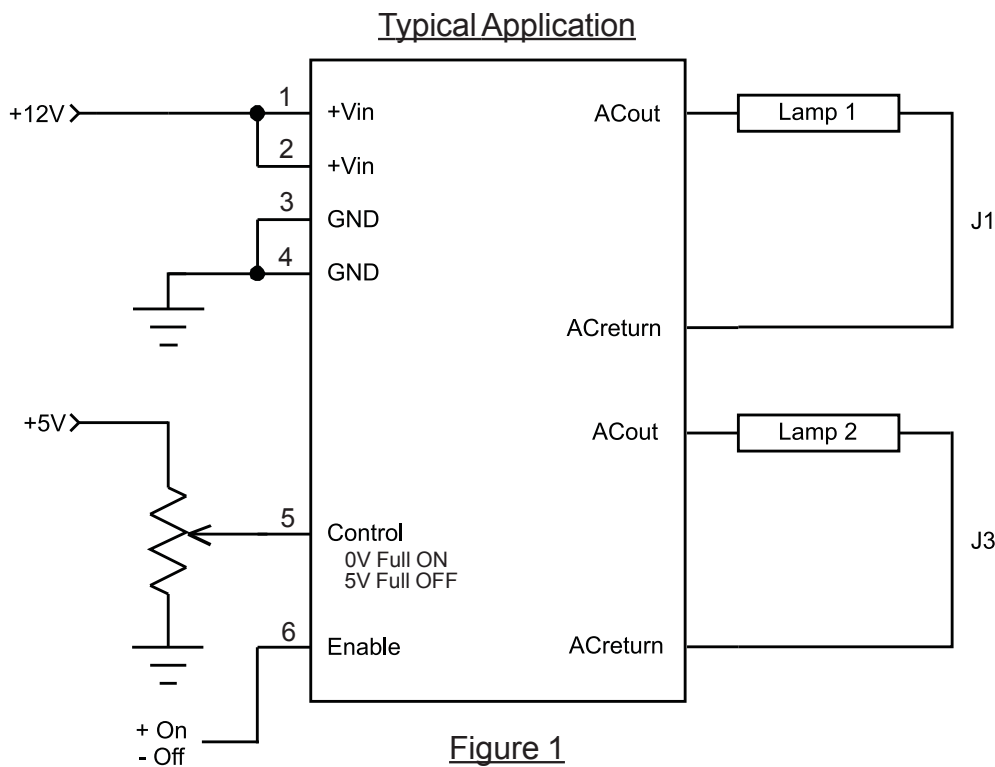 Typical Application
+12V
1
+Vin
2
+Vin
3
GND
4
GND
+5V
5
Control
0V Full ON
5V Full OFF
6
Enable
+ On
- Off
ACout
Lamp 1
J1
ACreturn
ACout
Lamp 2
J3
ACreturn
Figure 1